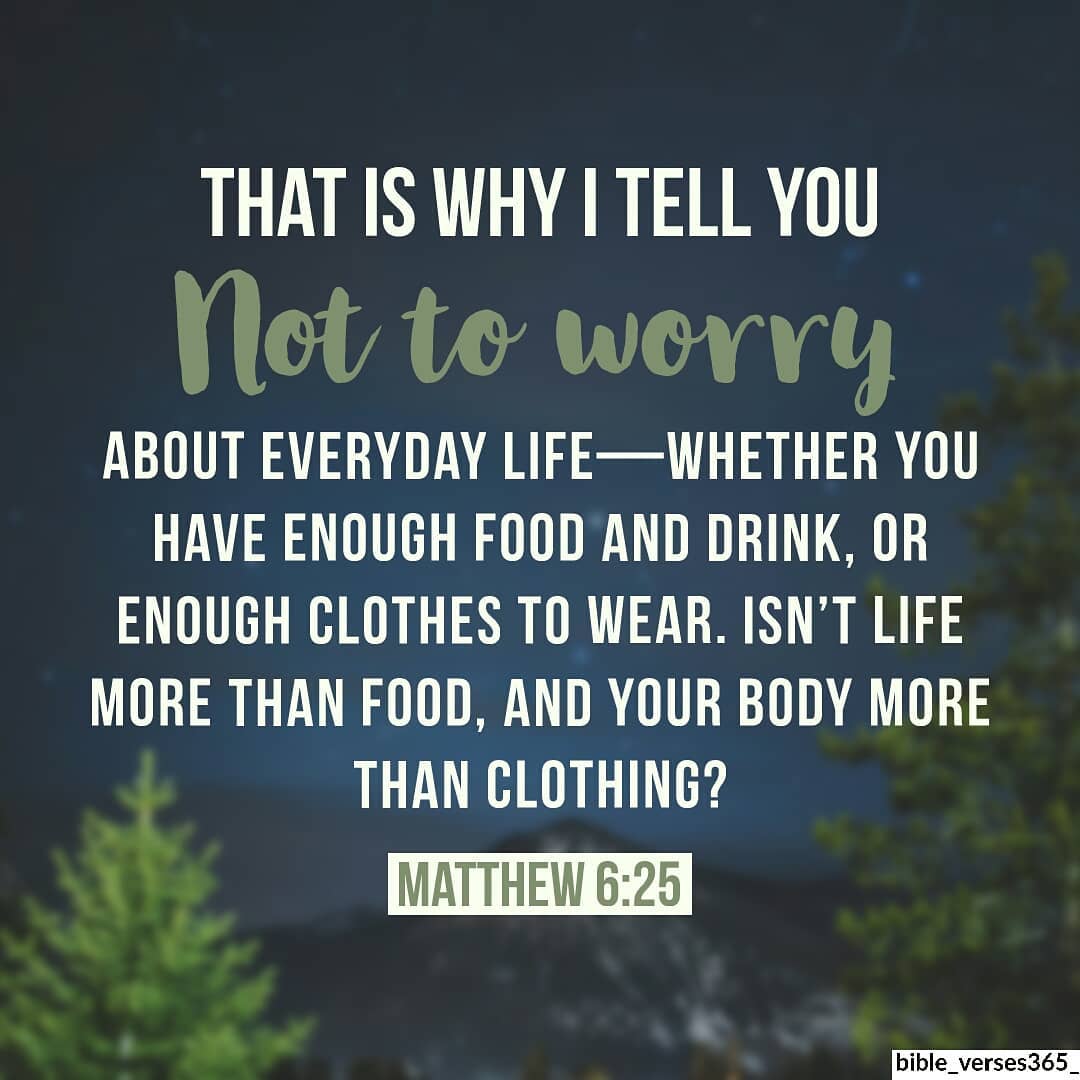 THAT IS WHY I TELL YOU
Not to worry
ABOUT EVERYDAY LIFE—WHETHER YOU
HAVE ENOUGH FOOD AND DRINK, OR
ENOUGH CLOTHES TO WEAR. ISN’T LIFE
MORE THAN FOOD, AND YOUR BODY MORE
THAN CLOTHING?
MATTHEW 6:25
bible_verses365_